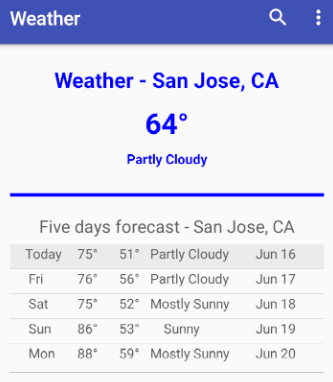 Weather
Weather - San Jose, CA
64°
Partly Cloudy
Five days forecast - San Jose, CA
Today 75° 51° Partly Cloudy Jun 16
Fri 76° 56° Partly Cloudy Jun 17
Sat 75° 52° Mostly Sunny Jun 18
Sun 86° 53° Sunny Jun 19
Mon 88° 59° Mostly Sunny Jun 20